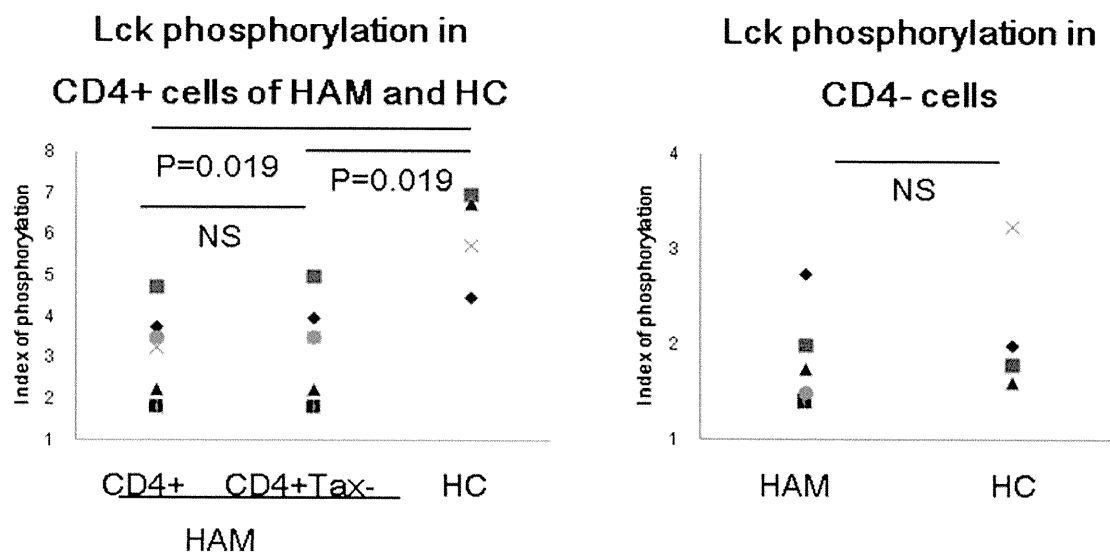 Lck phosphorylation in
CD4+ cells of HAM and HC
Index of phosphorylation
8
7
6
5
4
3
2
1
P=0.019
P=0.019
NS
CD4+
CD4+Tax-
HC
HAM
Lck phosphorylation in
CD4- cells
Index of phosphorylation
4
3
2
1
NS
HAM
HC